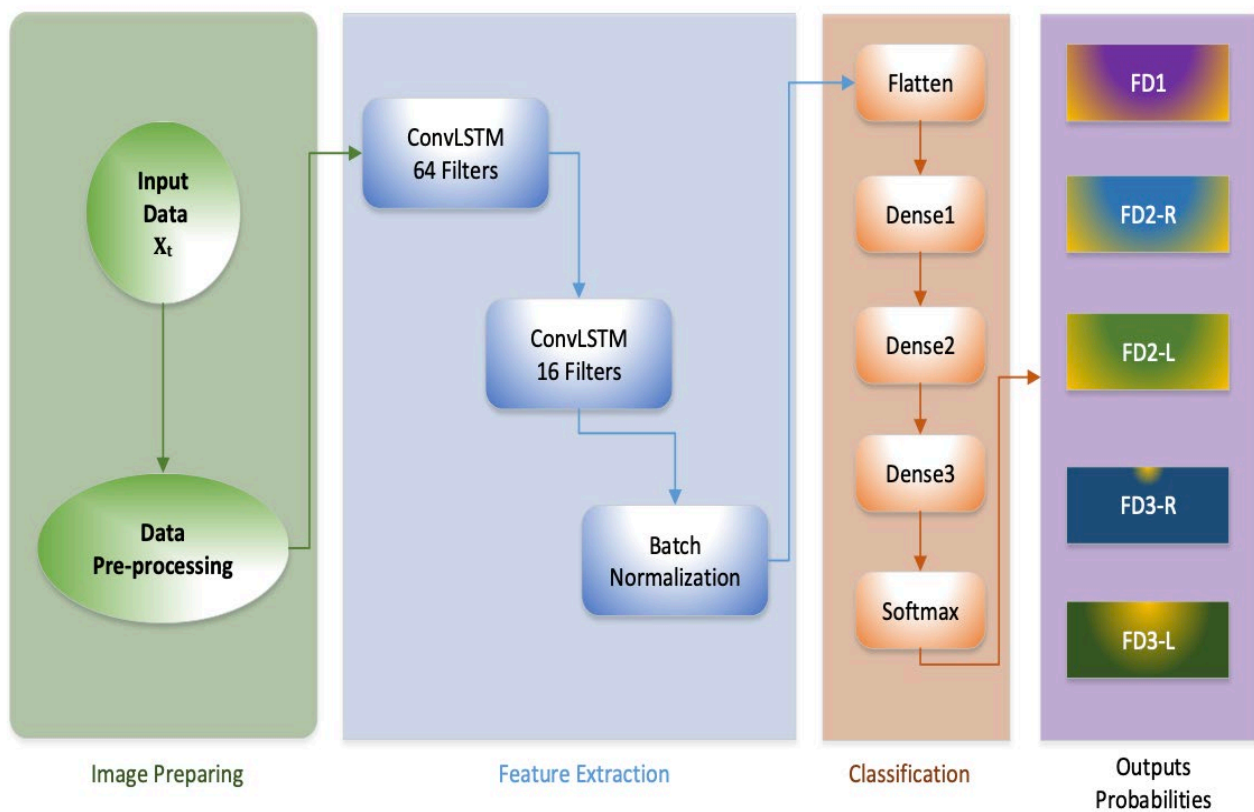 Input
Data
Xt
Data
Pre-processing
Image Preparing
ConvLSTM
64 Filters
ConvLSTM
16 Filters
Batch
Normalization
Feature Extraction
Flatten
Dense1
Dense2
Dense3
Softmax
Classification
FD1
FD2-R
FD2-L
FD3-R
FD3-L
Outputs
Probabilities